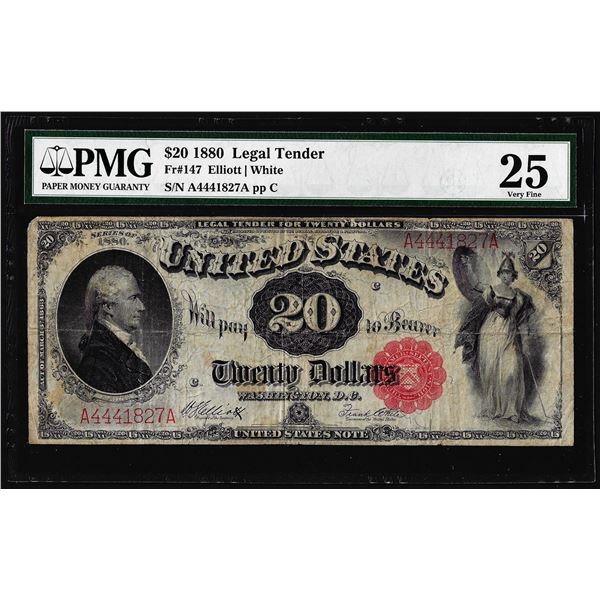 PMG
PAPER MONEY GUARANTY
$20 1880 Legal Tender
Fr#147 Elliott | White
S/N A4441827A pp C
25
Very Fine
LEGAL TENDER FOR TWENTY DOLLARS
SERIES OF
1880.
A4441827A
UNITED STATES
20
Will pay 20 to Bearer
C
C
Twenty Dollars
WASHINGTON, D.C.
A4441827A
UNITED STATES NOTE